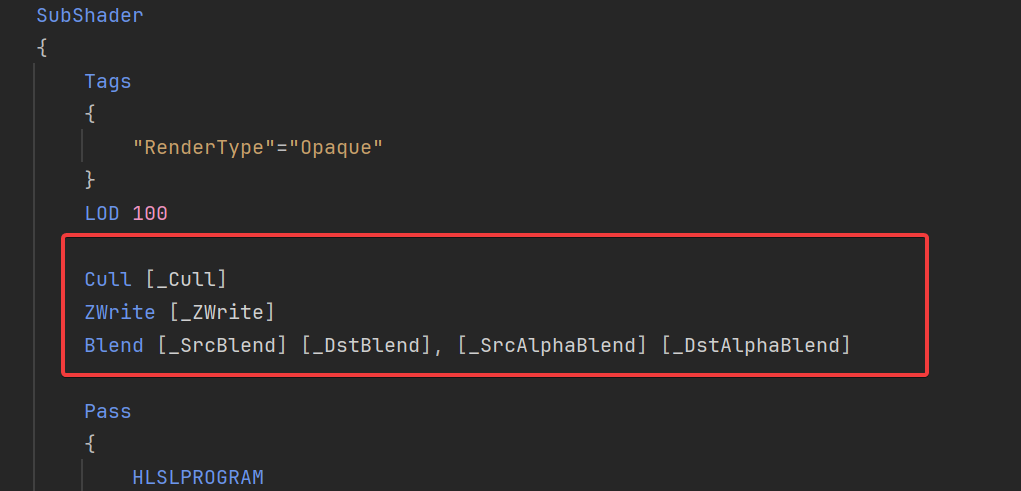 SubShader
{
Tags
{
"RenderType"="Opaque"
}
LOD 100
Cull [_Cull]
ZWrite [_ZWrite]
Blend [_SrcBlend] [_DstBlend], [_SrcAlphaBlend] [_DstAlphaBlend]
Pass
{
HLSLPROGRAM